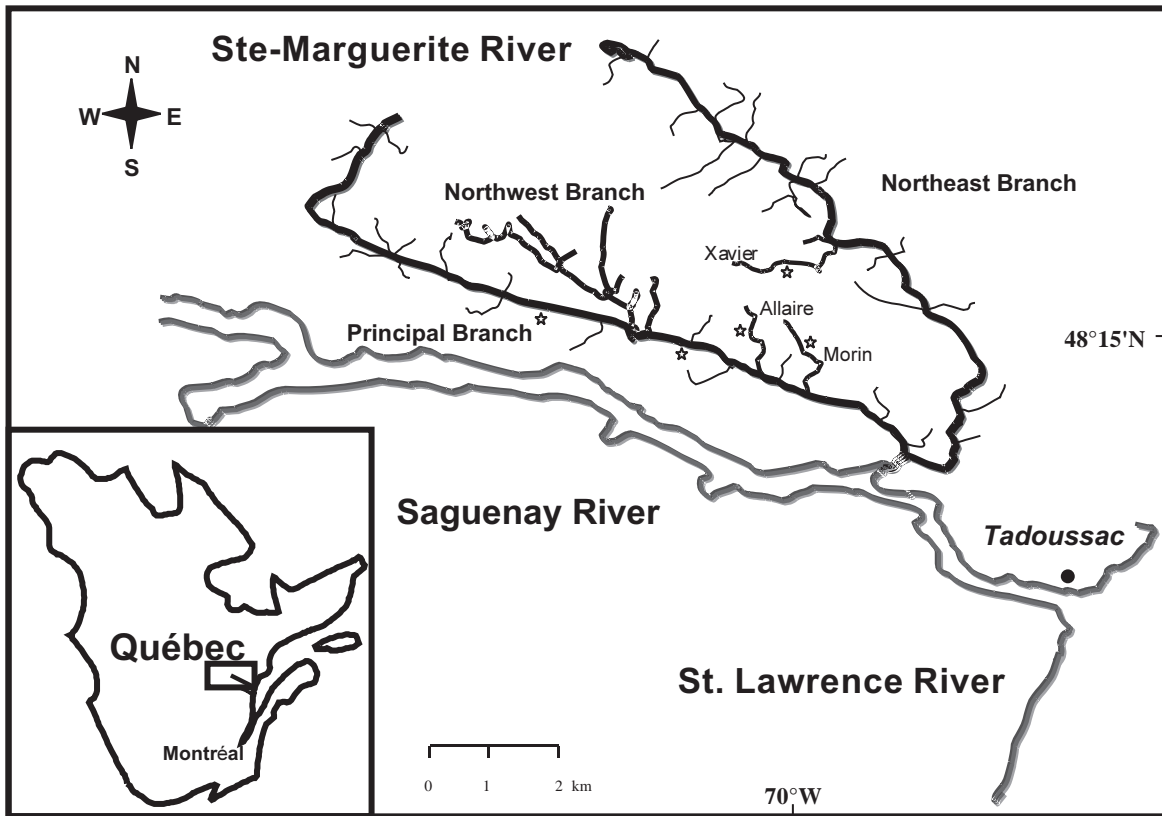 Ste-Marguerite River
N
W E
S
Northwest Branch
Northeast Branch
Xavier
Allaire
Principal Branch
Morin
48°15'N
Saguenay River
Tadoussac
Québec
St. Lawrence River
Montréal
0 1 2 km
70°W